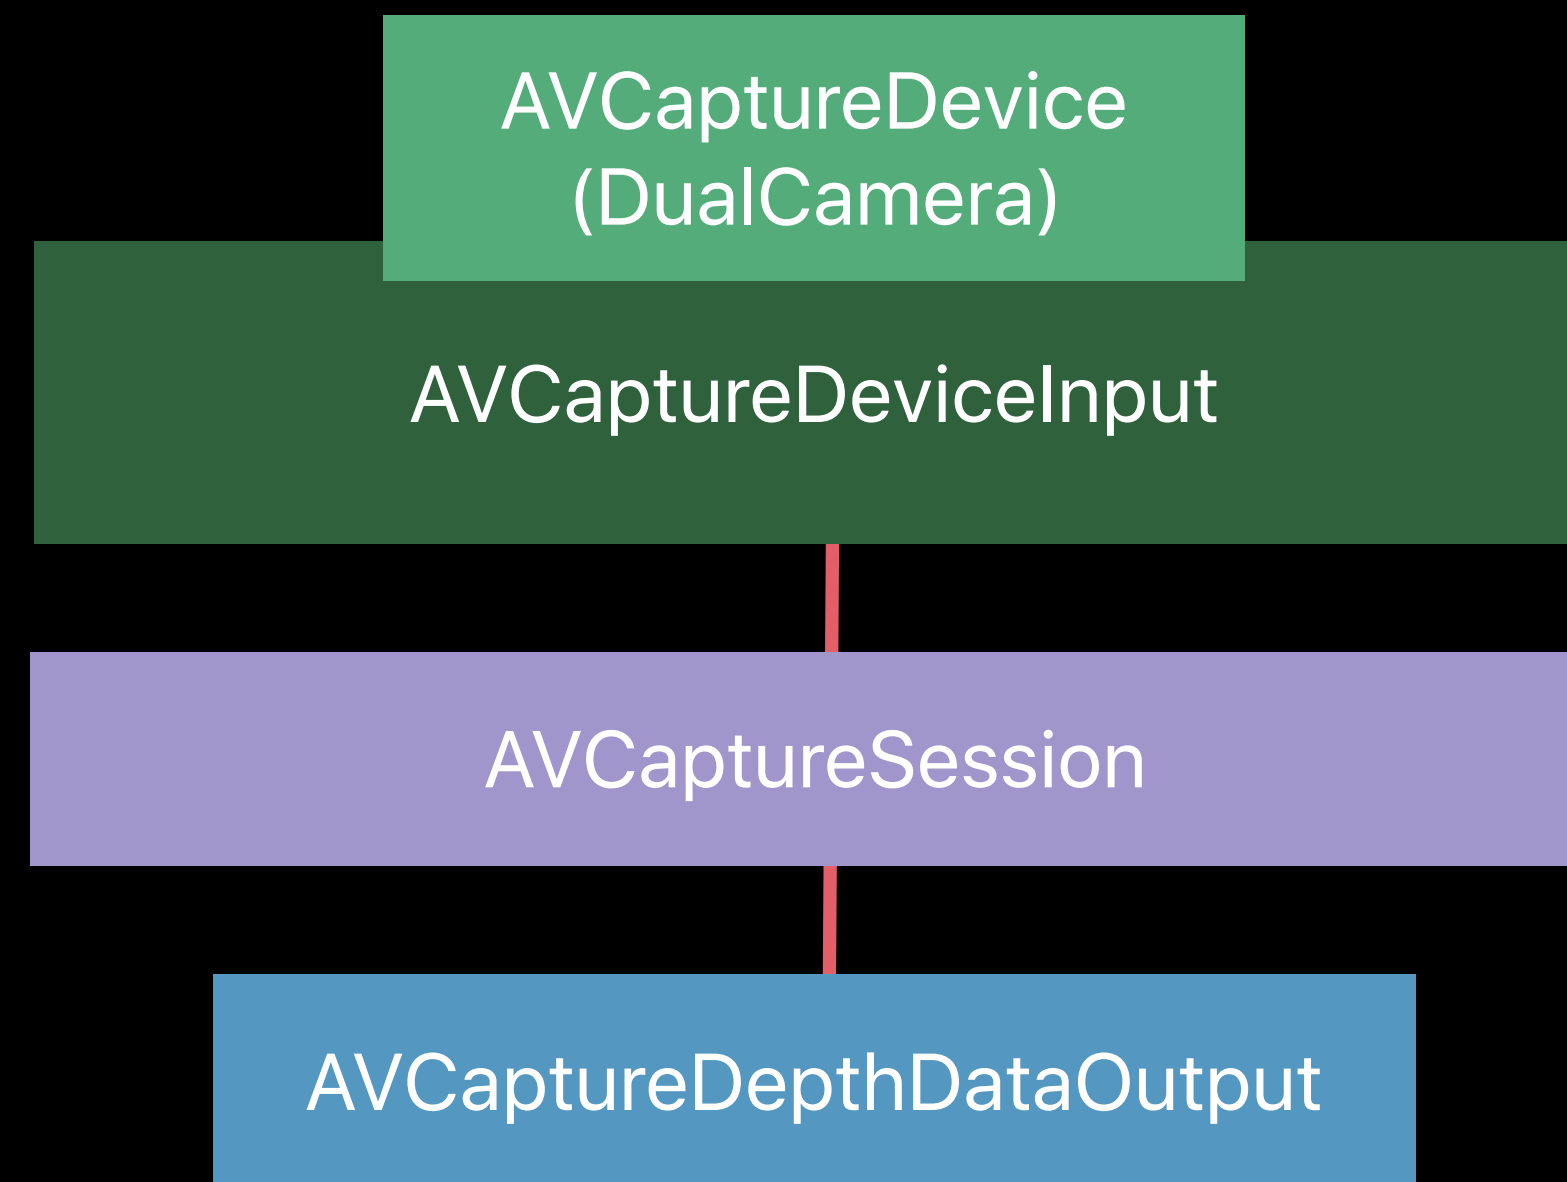 AVCaptureDevice
(DualCamera)
AVCaptureDeviceInput
AVCaptureSession
AVCaptureDepthDataOutput